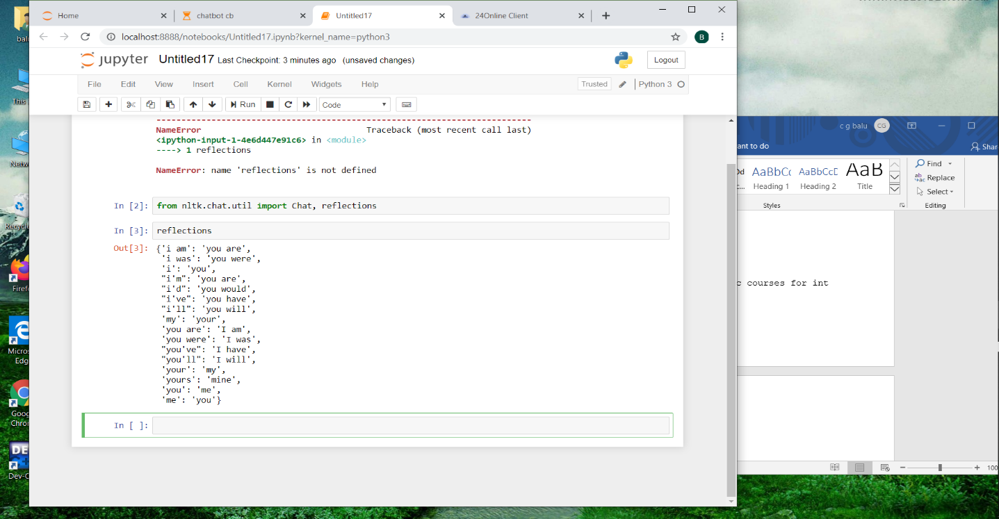 Home
chatbot cb
Untitled17
24Online Client
localhost:8888/notebooks/Untitled17.ipynb?kernel_name=python3
B
jupyter Untitled17 Last Checkpoint: 3 minutes ago (unsaved changes)
Logout
File Edit View Insert Cell Kernel Widgets Help
Trusted
Python 3
Run
Code
---------------------------------------------------------------------------
NameError Traceback (most recent call last)
<ipython-input-1-4e6d447e91c6> in <module>
----> 1 reflections
NameError: name 'reflections' is not defined
In [2]: from nltk.chat.util import Chat, reflections
In [3]: reflections
Out[3]: {'i am': 'you are',
'i was': 'you were',
'i': 'you',
"i'm": 'you are',
"i'd": 'you would',
"i've": 'you have',
"i'll": 'you will',
'my': 'your',
'you are': 'I am',
'you were': 'I was',
"you've": 'I have',
"you'll": 'I will',
'your': 'my',
'yours': 'mine',
'you': 'me',
'me': 'you'}
In [ ]:
c g balu CG
ant to do
Shar
AaBbCc AaBbCcD AaB
Heading 1 Heading 2 Title
Styles
Find
Replace
Select
Editing
c courses for int
100
bal
This
Netw
Recycle
Firef
Micros
Edg
Goog
Chro
DE
Dev-C